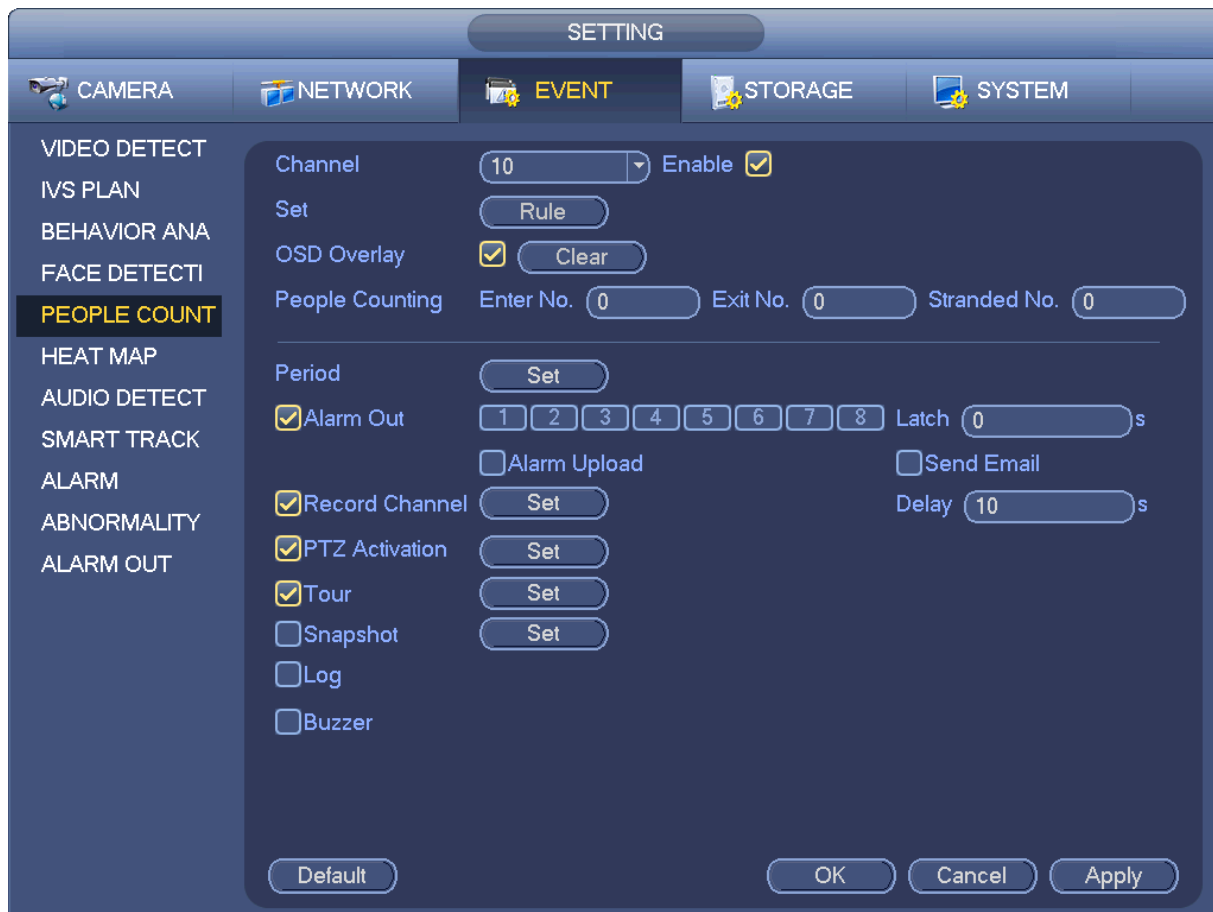 SETTING
CAMERA NETWORK EVENT STORAGE SYSTEM
VIDEO DETECT
IVS PLAN
BEHAVIOR ANA
FACE DETECTI
PEOPLE COUNT
HEAT MAP
AUDIO DETECT
SMART TRACK
ALARM
ABNORMALITY
ALARM OUT
Channel 10 Enable
Set Rule
OSD Overlay Clear
People Counting Enter No. 0 Exit No. 0 Stranded No. 0
Period Set
Alarm Out 1 2 3 4 5 6 7 8 Latch 0 s
Alarm Upload Send Email
Record Channel Set Delay 10 s
PTZ Activation Set
Tour Set
Snapshot Set
Log
Buzzer
Default OK Cancel Apply